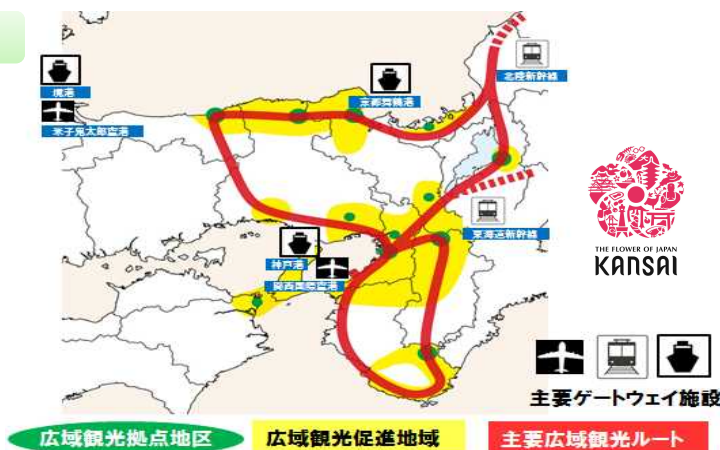 境港
米子鬼太郎空港
京都舞鶴港
北陸新幹線
東海道新幹線
神戸港
関西国際空港
THE FLOWER OF JAPAN
KANSAI
主要ゲートウェイ施設
広域観光拠点地区
広域観光促進地域
主要広域観光ルート